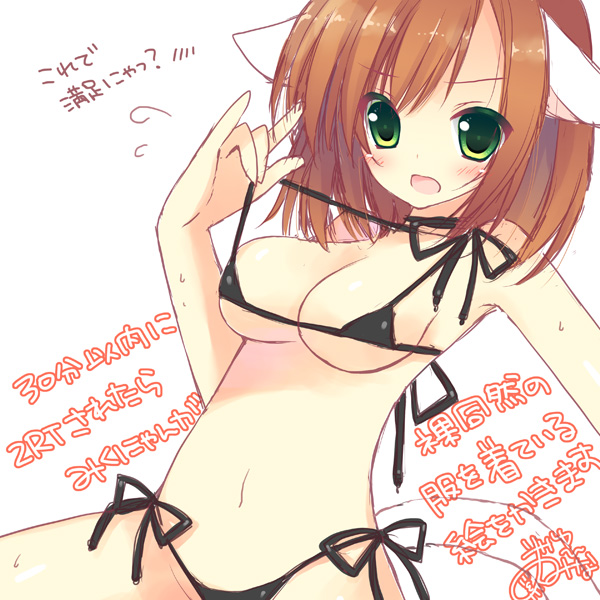 これで
満足にゃっ?
30分以内に
2RTされたら
みくにゃんが
裸同然の
服を着ている
絵をかきまよ